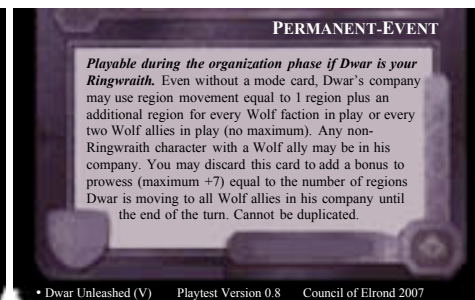 PERMANENT-EVENT
Playable during the organization phase if Dwar is your
Ringwraith. Even without a mode card, Dwar's company
may use region movement equal to 1 region plus an
additional region for every Wolf faction in play or every
two Wolf allies in play (no maximum). Any non-
Ringwraith character with a Wolf ally may be in his
company. You may discard this card to add a bonus to
prowess (maximum +7) equal to the number of regions
Dwar is moving to all Wolf allies in his company until
the end of the turn. Cannot be duplicated.
• Dwar Unleashed (V) Playtest Version 0.8 Council of Elrond 2007